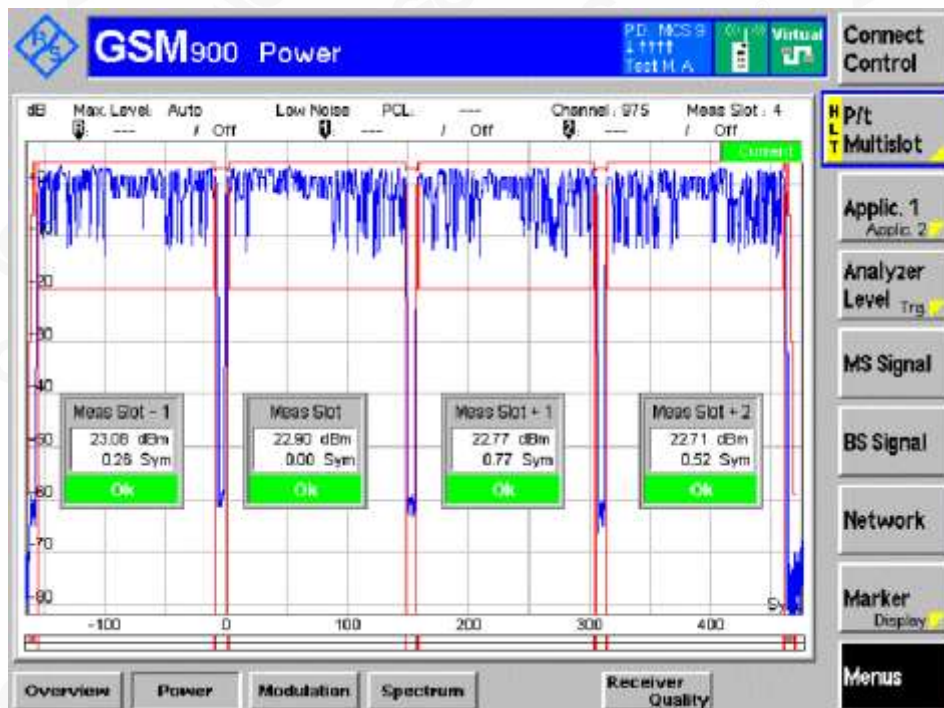 R S
GSM900 Power
PD: MCS 9
↓ ↑↑↑↑
Test M. A.
Virtual
Connect Control
dB Max. Level: Auto Low Noise PCL: --- Channel: 975 Meas Slot: 4
--- / Off 1 --- / Off 2 --- / Off
Current
H L T
P/t Multislot
Applic. 1
Applic. 2
Analyzer Level
Trg
MS Signal
BS Signal
Network
Marker
Display
Menus
-10
-20
-30
-40
-50
-60
-70
-80
Meas Slot - 1
23.08 dBm
0.26 Sym
Ok
Meas Slot
22.90 dBm
0.00 Sym
Ok
Meas Slot + 1
22.77 dBm
0.77 Sym
Ok
Meas Slot + 2
22.71 dBm
0.52 Sym
Ok
-100 0 100 200 300 400
Overview Power Modulation Spectrum Receiver Quality